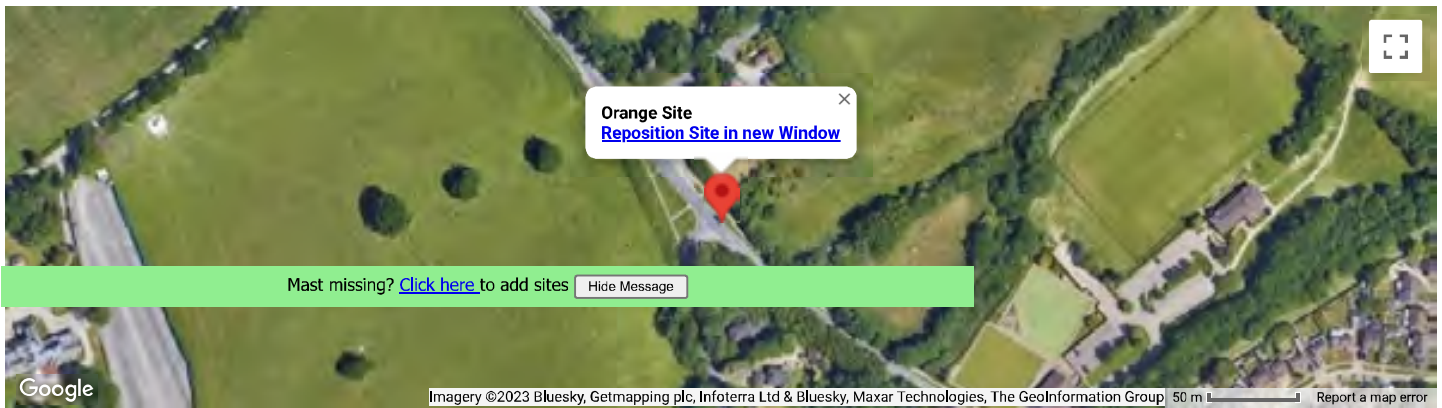 Orange Site
Reposition Site in new Window
Mast missing? Click here to add sites Hide Message
Google
Imagery ©2023 Bluesky, Getmapping plc, Infoterra Ltd & Bluesky, Maxar Technologies, The GeoInformation Group 50 m Report a map error